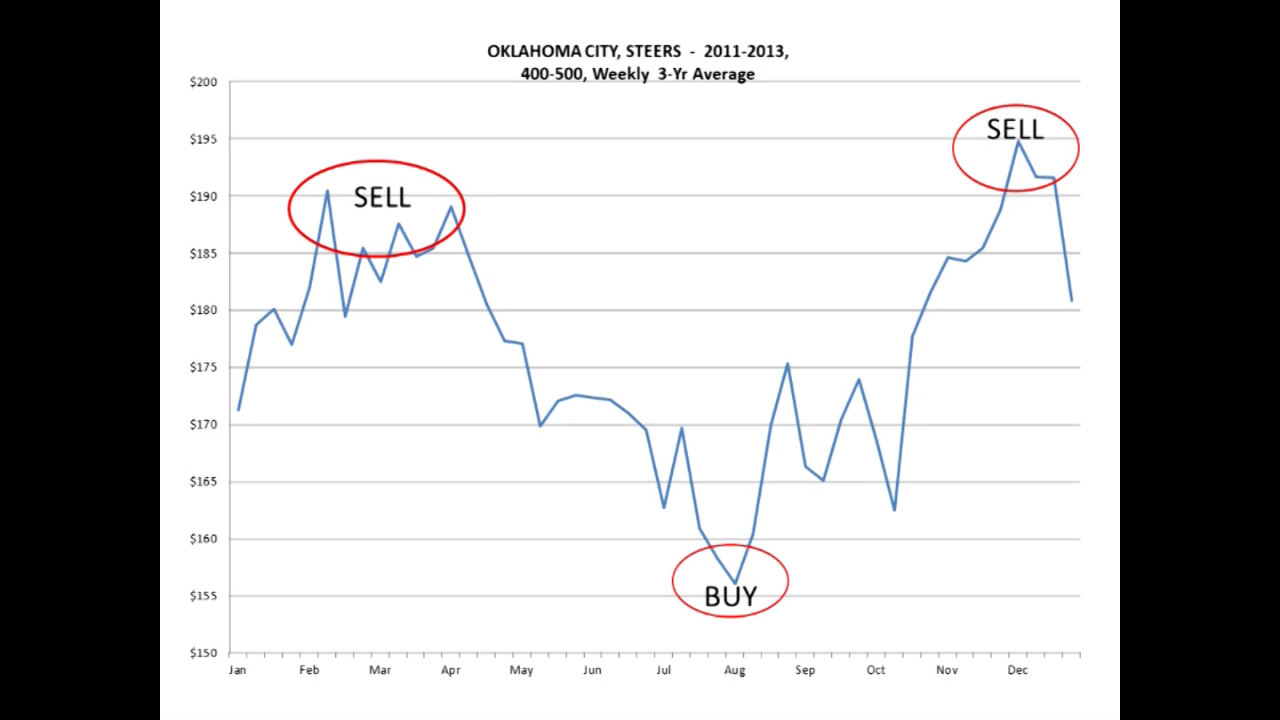 OKLAHOMA CITY, STEERS - 2011-2013,
400-500, Weekly 3-Yr Average
$200
$195
$190
$185
$180
$175
$170
$165
$160
$155
$150
SELL
SELL
BUY
Jan Feb Mar Apr May Jun Jul Aug Sep Oct Nov Dec